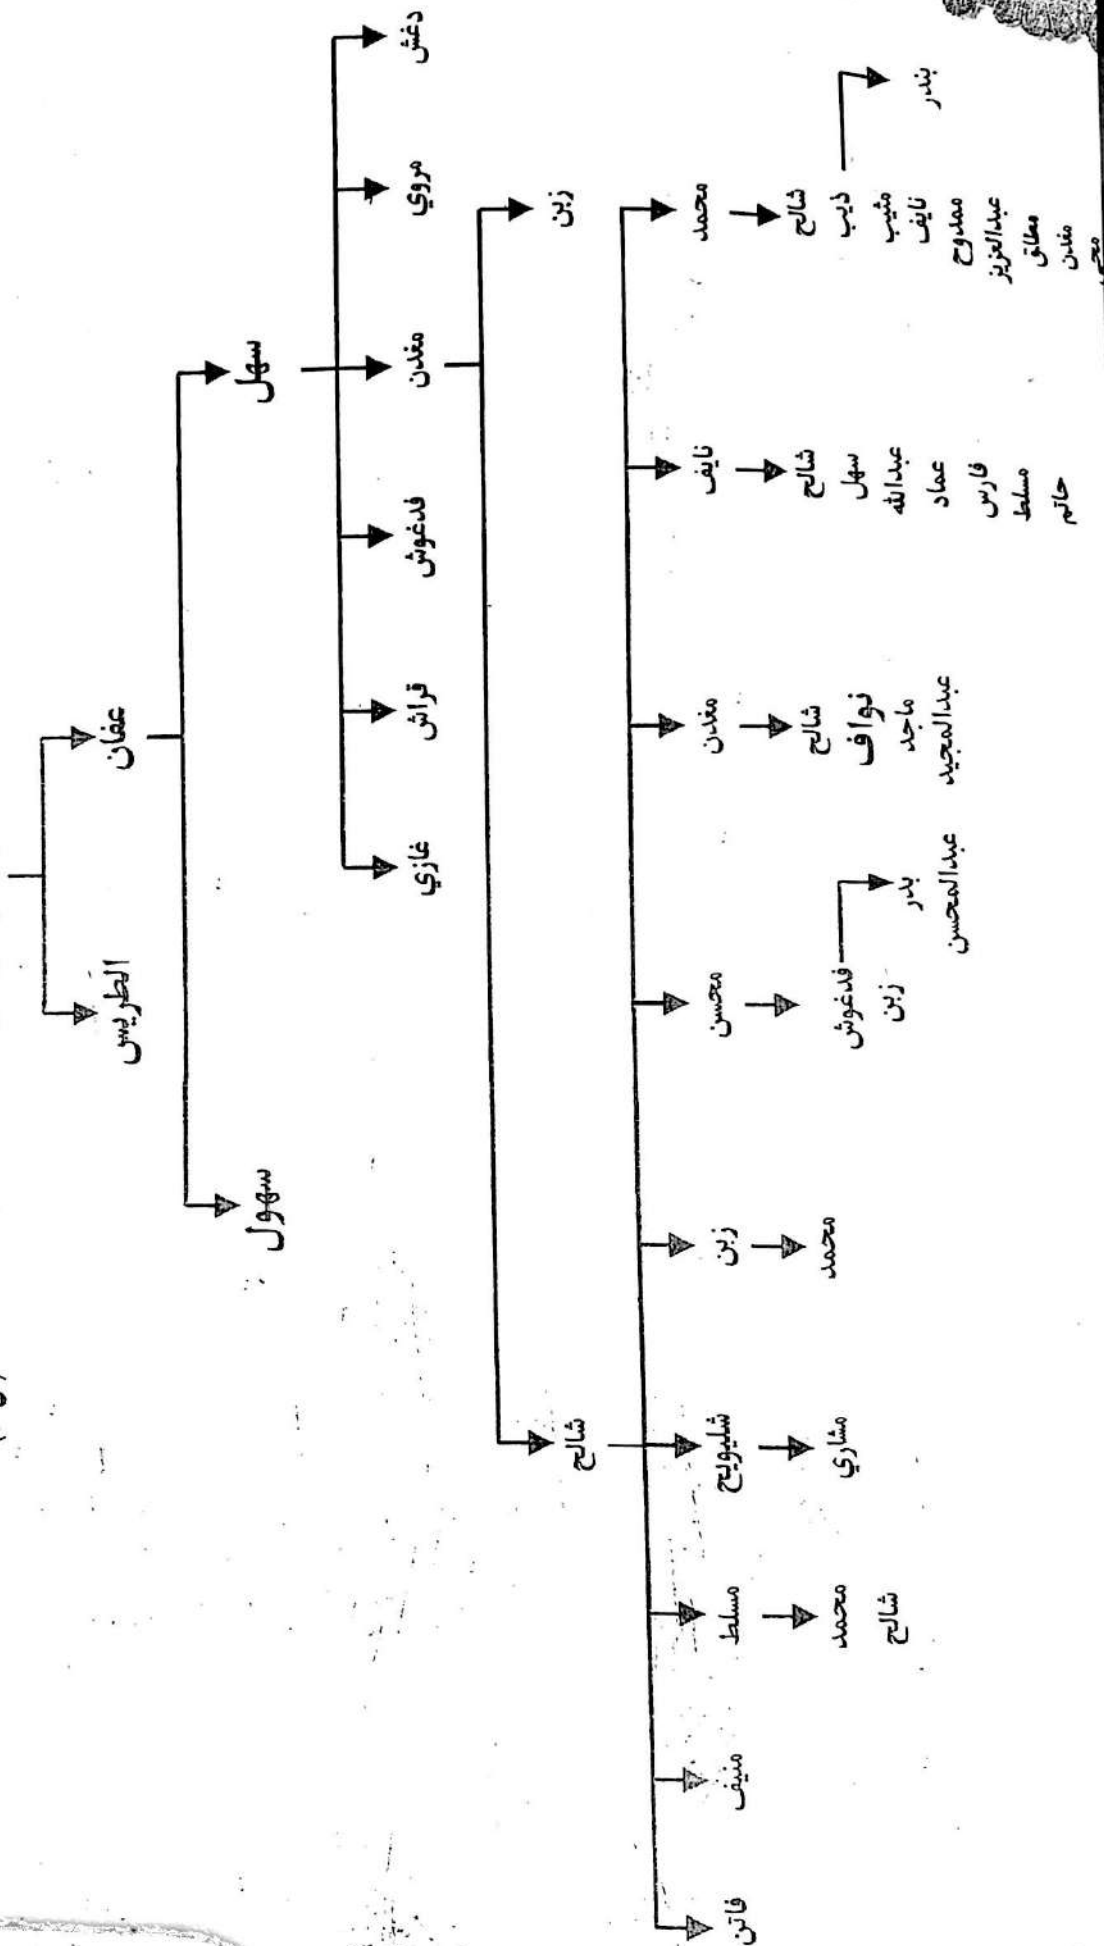 عفان
الطريس
سهل
سهول
دغش
مروي
مغدن
فدغوش
قراش
غازي
زبن
شالح
محمد
نايف
مغدن
محسن
زبن
شليويح
مسلط
منيف
فاتن
شالح
ذيب
مثيب
نايف
ممدوح
عبدالعزيز
مطلق
مغدن
بندر
شالح
سهل
عبدالله
عماد
فارس
مسلط
حاتم
شالح
نواف
ماجد
عبدالمجيد
فدغوش
زبن
بدر
عبدالمحسن
محمد
مشاري
محمد
شالح